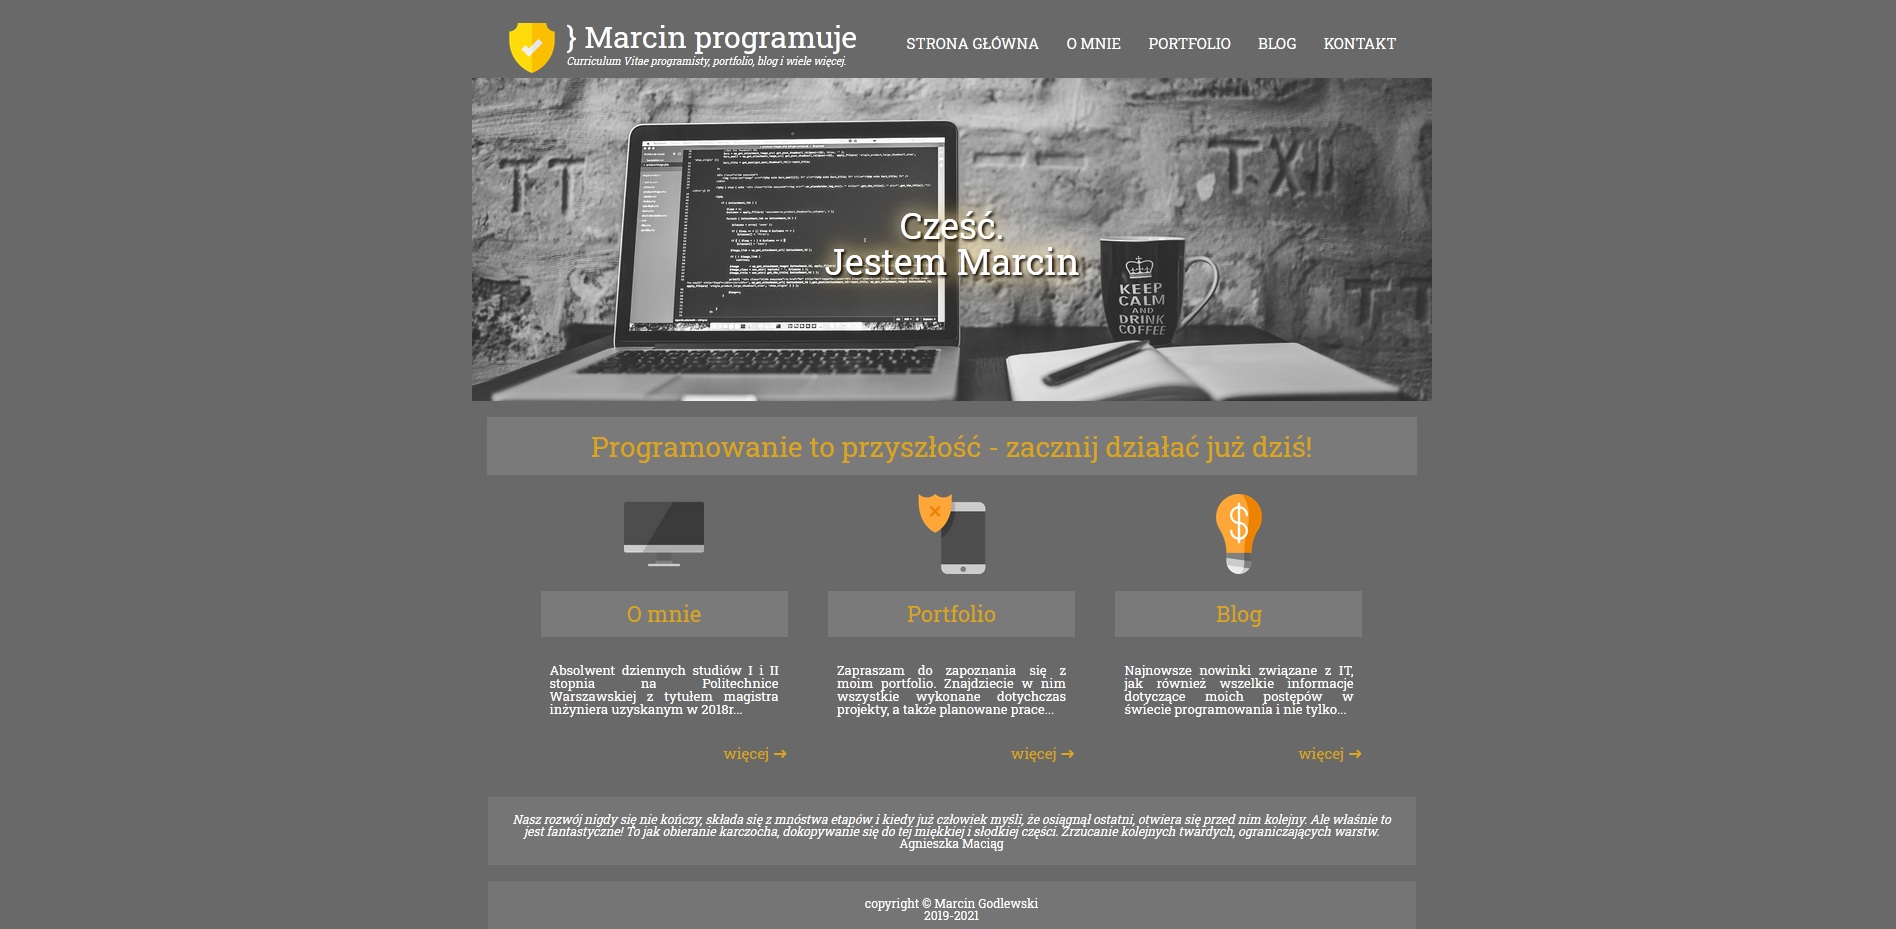 } Marcin programuje
Curriculum Vitae programisty, portfolio, blog i wiele więcej.
STRONA GŁÓWNA O MNIE PORTFOLIO BLOG KONTAKT
Cześć.
Jestem Marcin
KEEP
CALM
AND
DRINK
COFFEE
Programowanie to przyszłość - zacznij działać już dziś!
O mnie
Absolwent dziennych studiów I i II
stopnia na Politechnice
Warszawskiej z tytułem magistra
inżyniera uzyskanym w 2018r...
więcej ➔
Portfolio
Zapraszam do zapoznania się z
moim portfolio. Znajdziecie w nim
wszystkie wykonane dotychczas
projekty, a także planowane prace...
więcej ➔
Blog
Najnowsze nowinki związane z IT,
jak również wszelkie informacje
dotyczące moich postępów w
świecie programowania i nie tylko...
więcej ➔
Nasz rozwój nigdy się nie kończy, składa się z mnóstwa etapów i kiedy już człowiek myśli, że osiągnął ostatni, otwiera się przed nim kolejny. Ale właśnie to
jest fantastyczne! To jak obieranie karczocha, dokopywanie się do tej miękkiej i słodkiej części. Zrzucanie kolejnych twardych, ograniczających warstw.
Agnieszka Maciąg
copyright © Marcin Godlewski
2019-2021